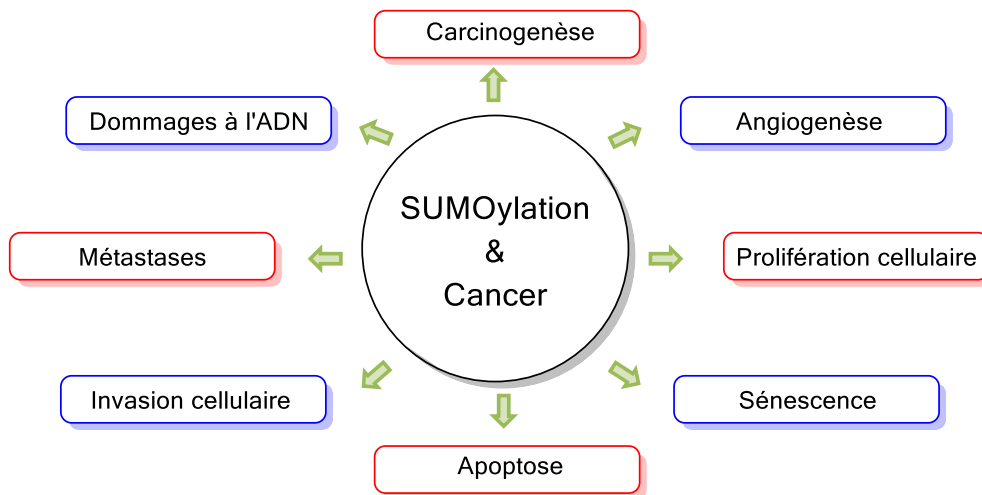 Carcinogenèse
Dommages à l'ADN
Angiogenèse
SUMOylation
&
Cancer
Métastases
Prolifération cellulaire
Invasion cellulaire
Sénescence
Apoptose